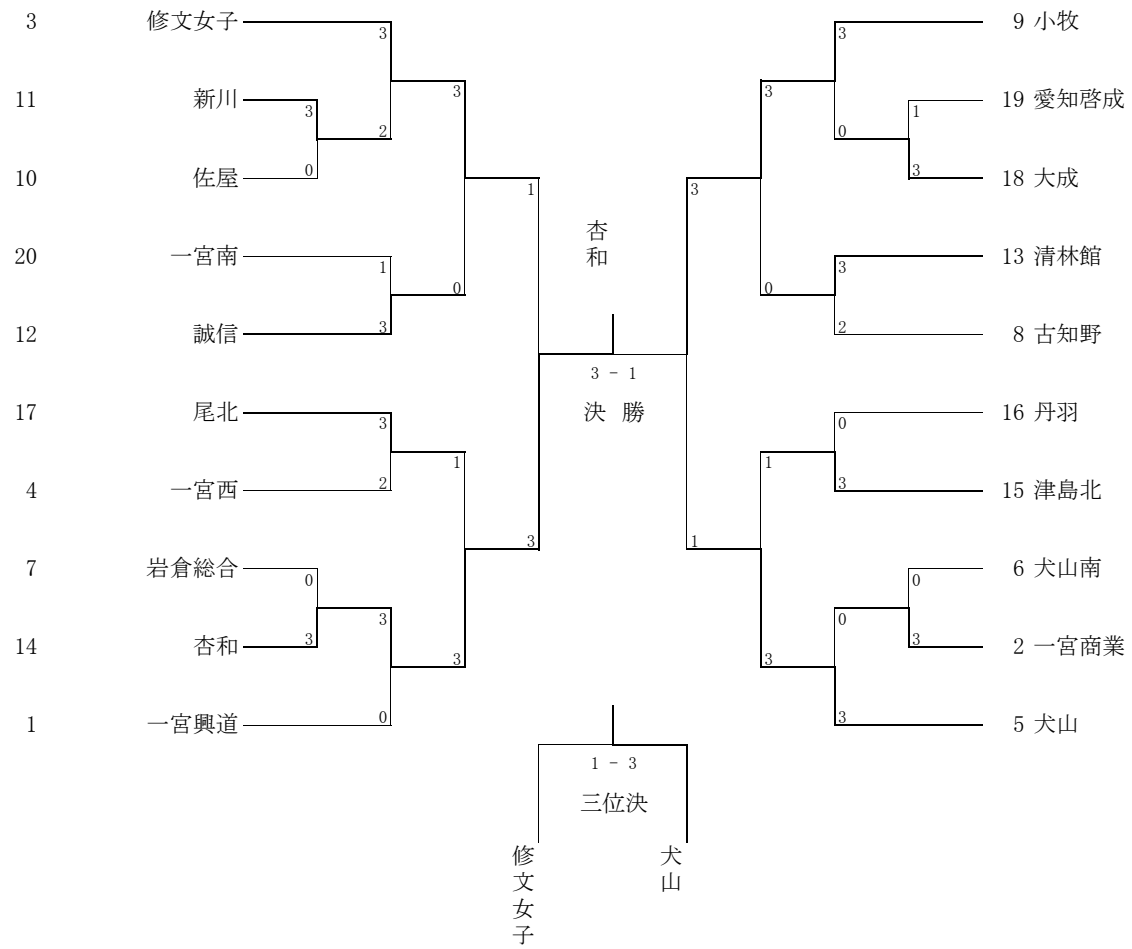 3 修文女子 3 3 9 小牧
11 新川 3 2 3 3 0 1 19 愛知啓成
10 佐屋 0 1 3 3 18 大成
杏和
20 一宮南 1 0 0 3 13 清林館
12 誠信 3 2 8 古知野
3 - 1
決 勝
17 尾北 3 1 1 0 16 丹羽
4 一宮西 2 3 1 3 15 津島北
7 岩倉総合 0 3 0 0 6 犬山南
14 杏和 3 3 3 3 2 一宮商業
1 一宮興道 0 3 5 犬山
1 - 3
三位決
修文女子
犬山